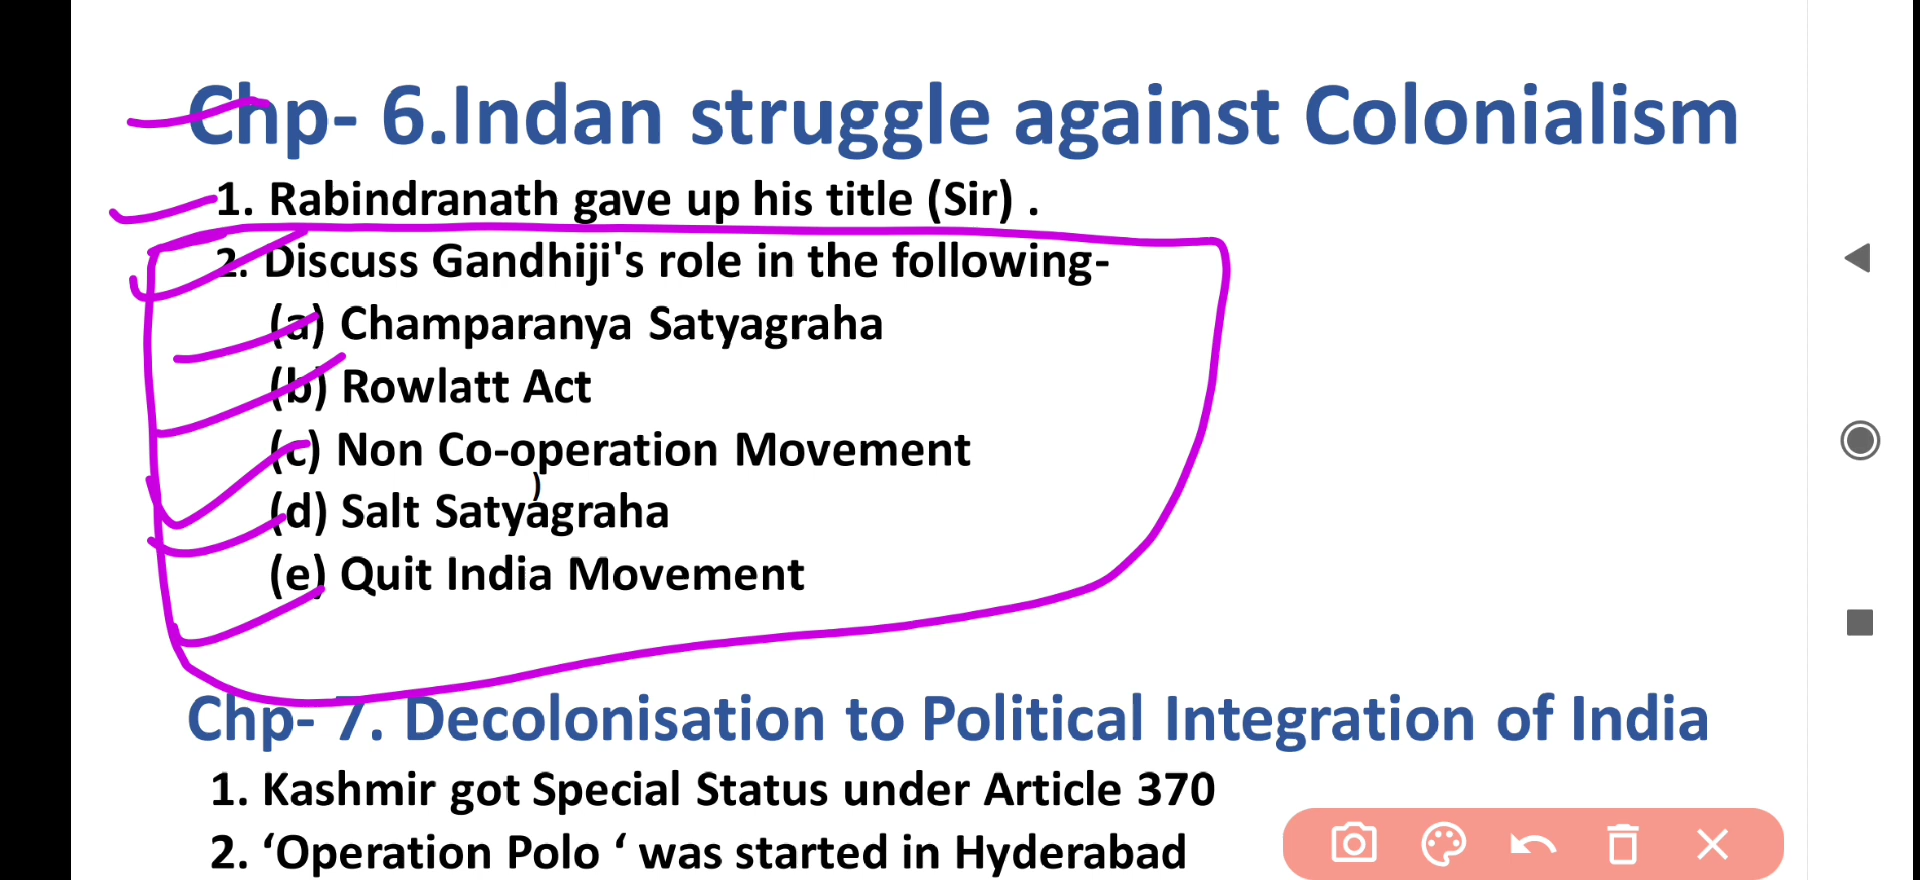 Chp- 6.Indan struggle against Colonialism
1. Rabindranath gave up his title (Sir) .
2. Discuss Gandhiji's role in the following-
(a) Champaranya Satyagraha
(b) Rowlatt Act
(c) Non Co-operation Movement
)
(d) Salt Satyagraha
(e) Quit India Movement
Chp- 7. Decolonisation to Political Integration of India
1. Kashmir got Special Status under Article 370
2. ‘Operation Polo ‘ was started in Hyderabad